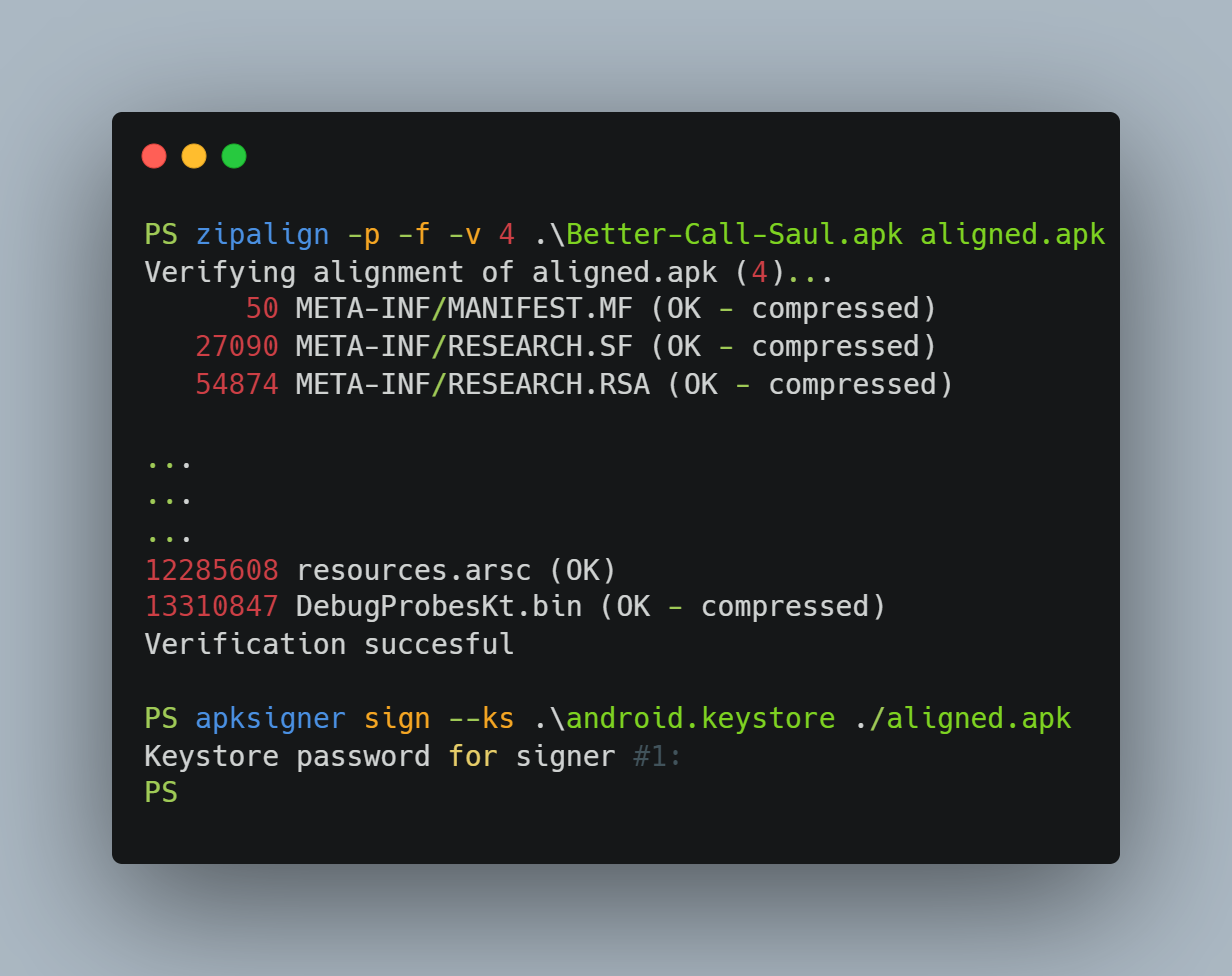 PS zipalign -p -f -v 4 .\Better-Call-Saul.apk aligned.apk
Verifying alignment of aligned.apk (4)...
      50 META-INF/MANIFEST.MF (OK - compressed)
   27090 META-INF/RESEARCH.SF (OK - compressed)
   54874 META-INF/RESEARCH.RSA (OK - compressed)
...
...
...
12285608 resources.arsc (OK)
13310847 DebugProbesKt.bin (OK - compressed)
Verification succesful
PS apksigner sign --ks .\android.keystore ./aligned.apk
Keystore password for signer #1:
PS